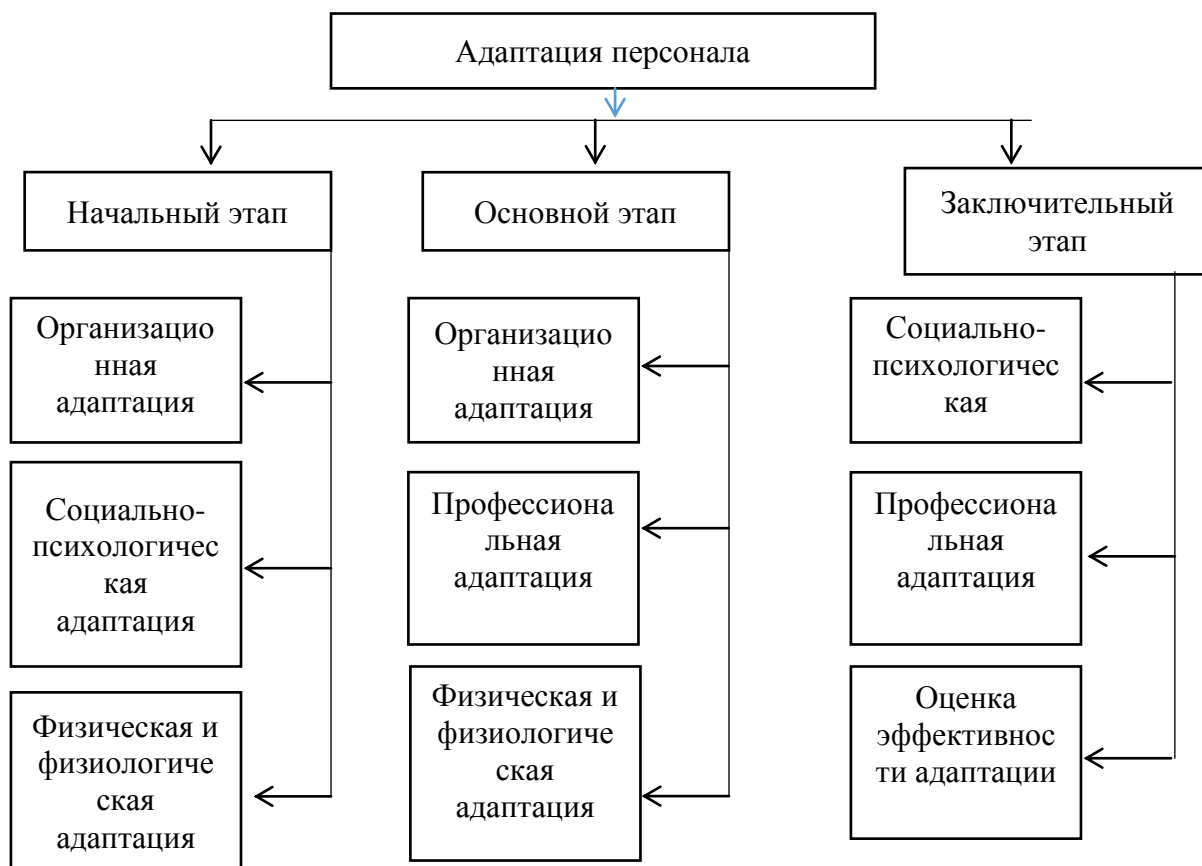 Адаптация персонала
Начальный этап
Основной этап
Заключительный
этап
Организацио
нная
адаптация
Социально-
психологичес
кая
адаптация
Физическая и
физиологиче
ская
адаптация
Организацио
нная
адаптация
Профессиона
льная
адаптация
Физическая и
физиологиче
ская
адаптация
Социально-
психологичес
кая
Профессиона
льная
адаптация
Оценка
эффективнос
ти адаптации